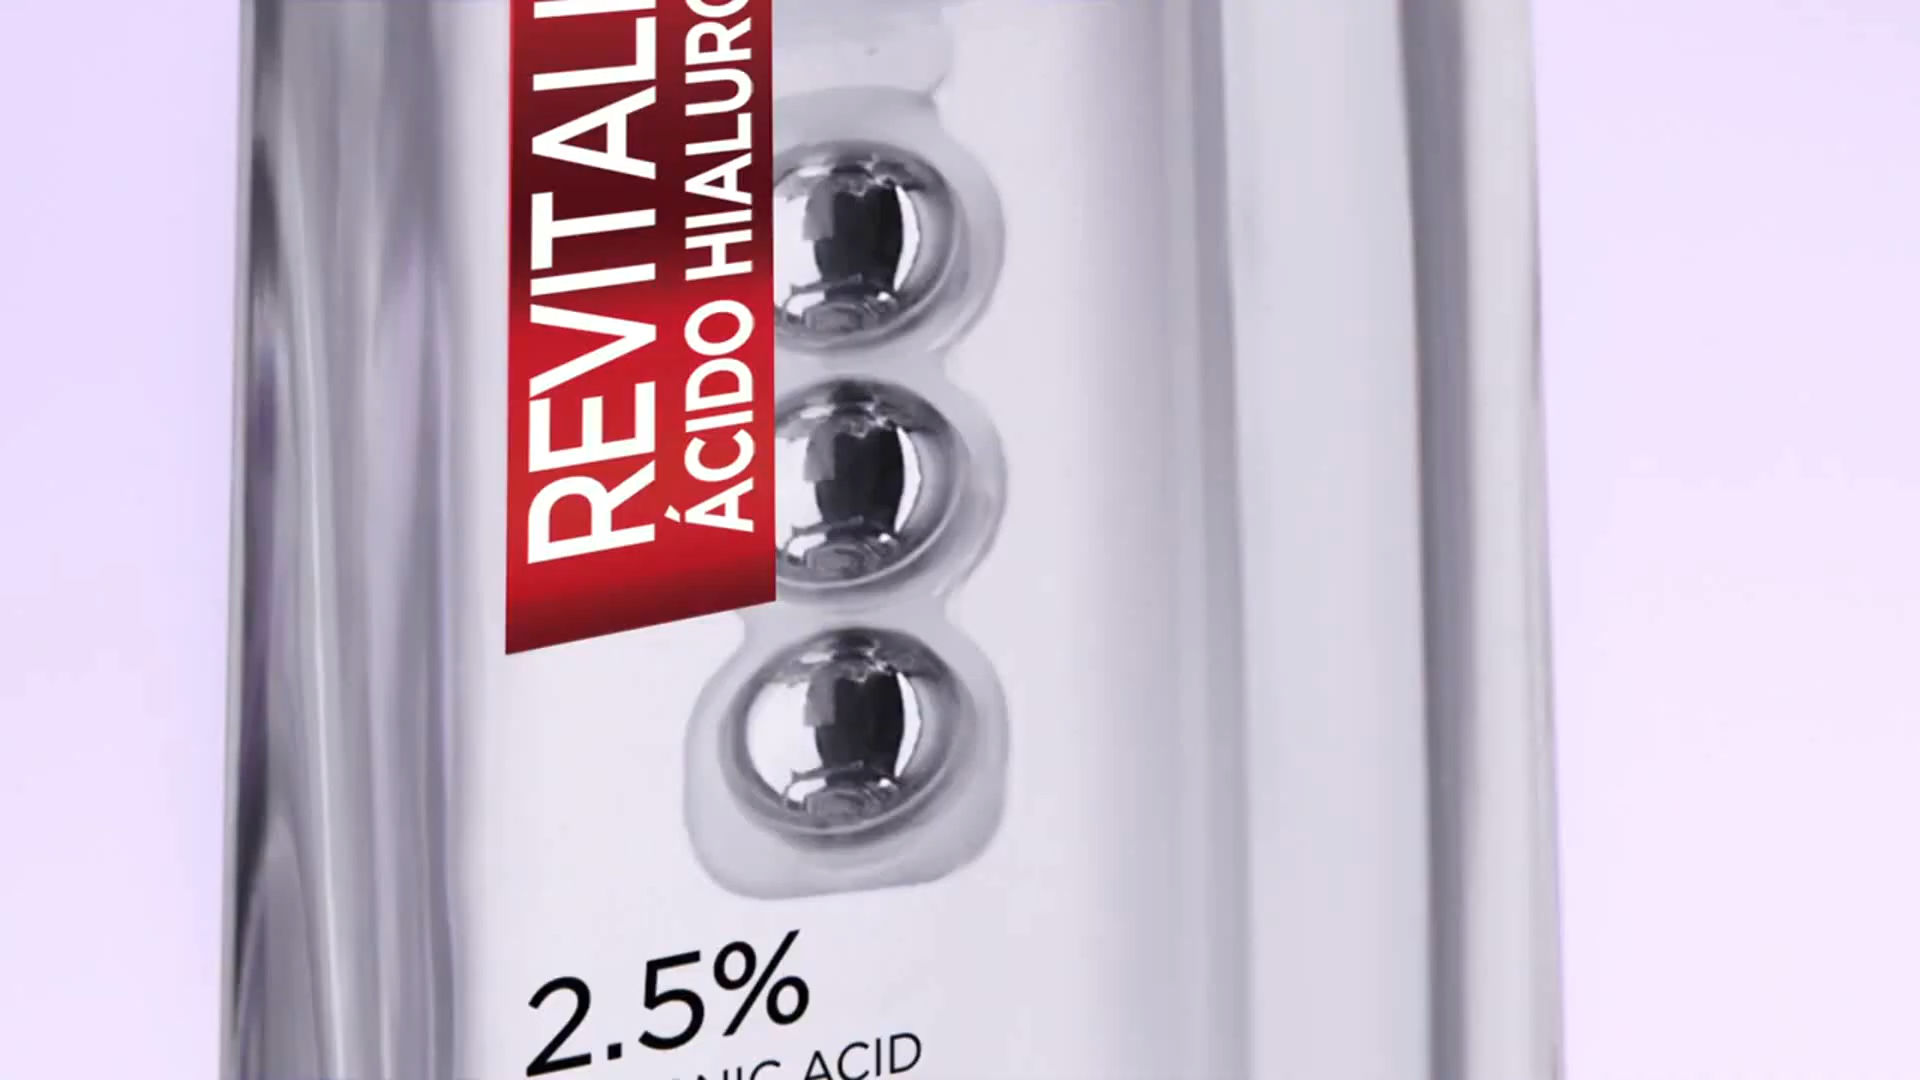 REVITALI
ÁCIDO HIALURO
2.5%
NIC ACID